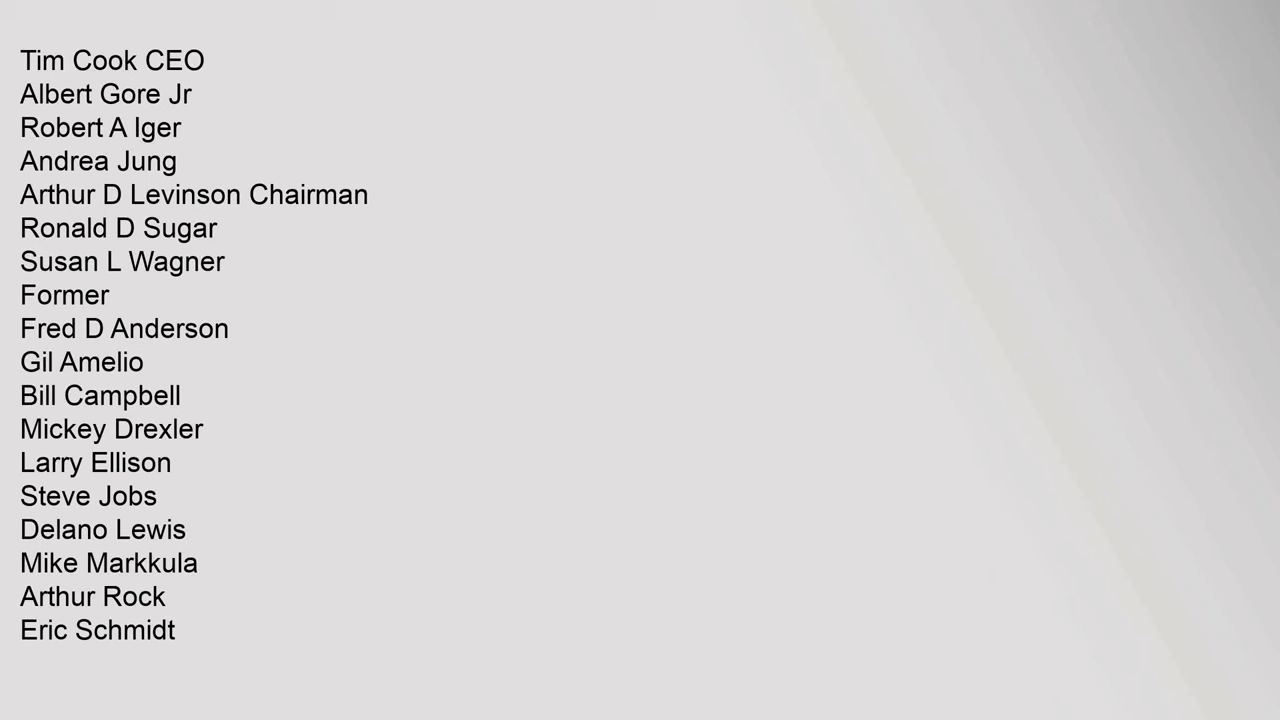 Tim Cook CEO
Albert Gore Jr
Robert A Iger
Andrea Jung
Arthur D Levinson Chairman
Ronald D Sugar
Susan L Wagner
Former
Fred D Anderson
Gil Amelio
Bill Campbell
Mickey Drexler
Larry Ellison
Steve Jobs
Delano Lewis
Mike Markkula
Arthur Rock
Eric Schmidt